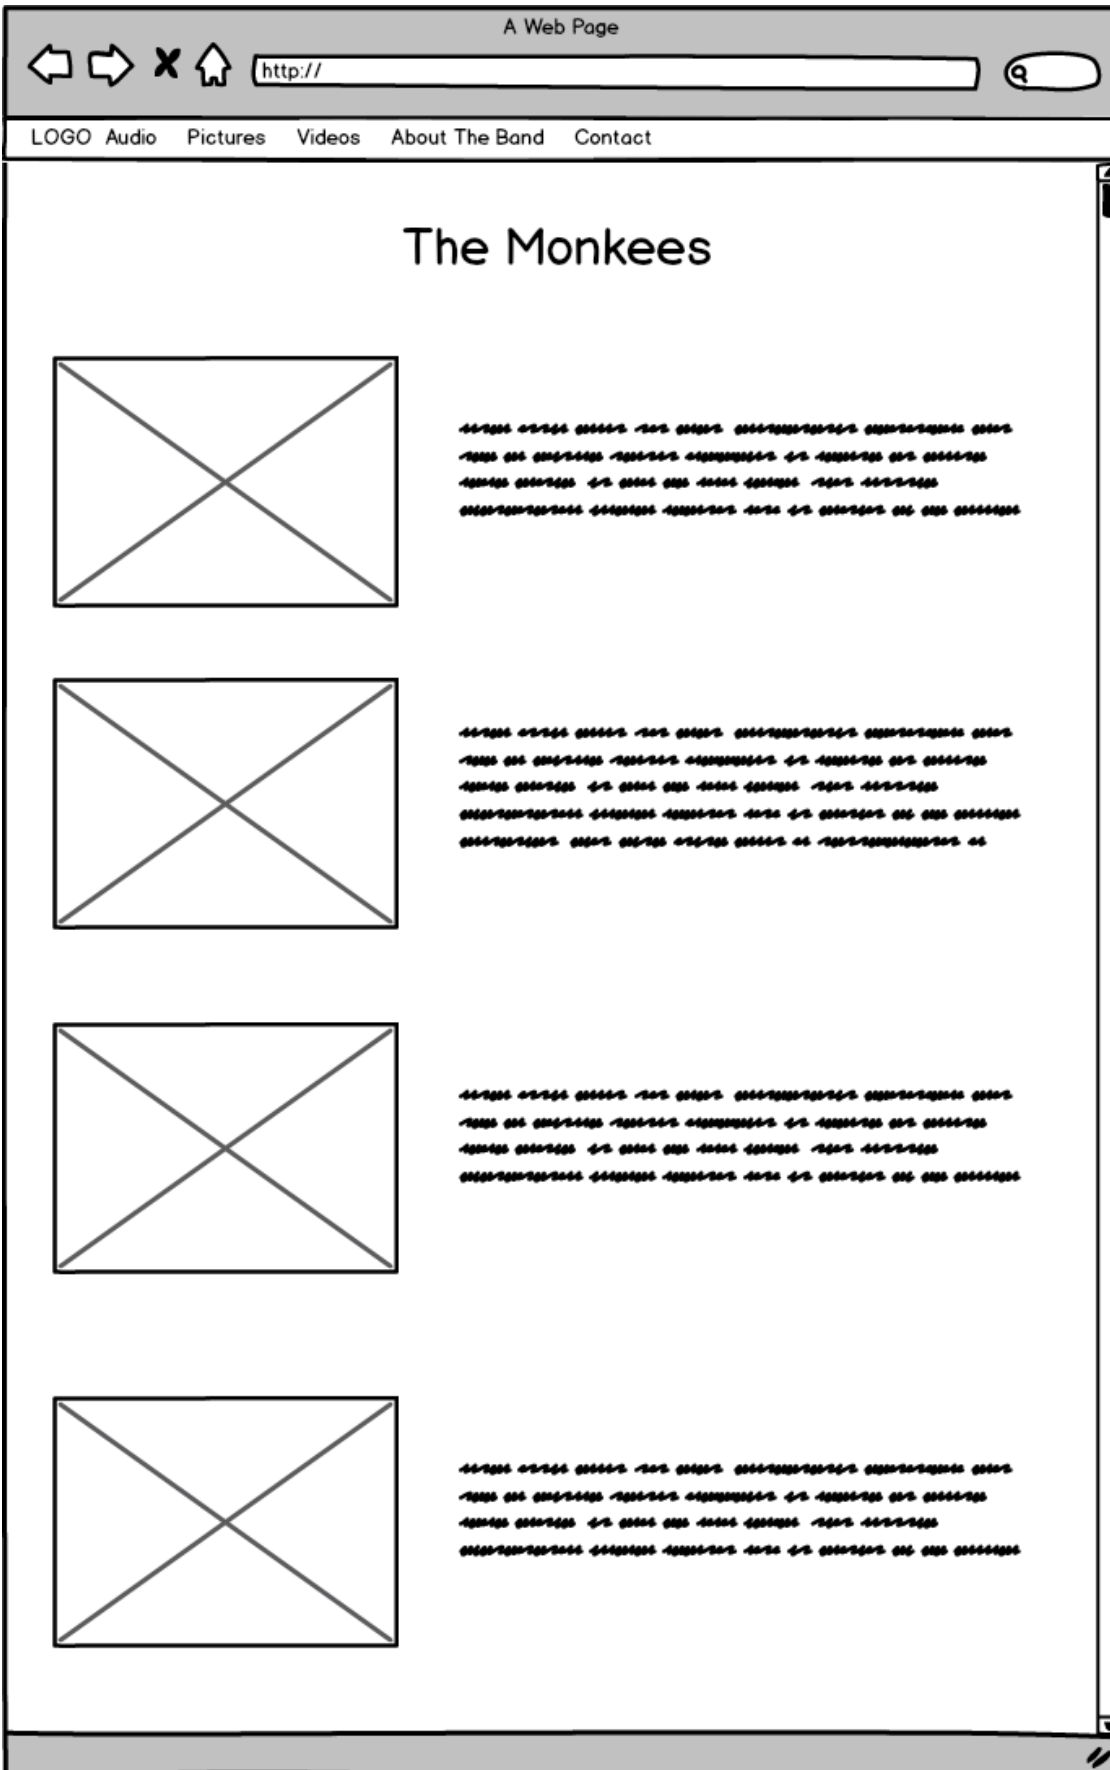 A Web Page
http://
LOGO Audio Pictures Videos About The Band Contact
The Monkees